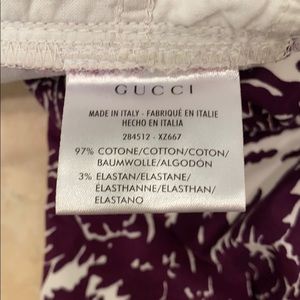 GUCCI
MADE IN ITALY - FABRIQUÉ EN ITALIE
HECHO EN ITALIA
284512 - XZ667
97% COTONE/COTTON/COTON/
BAUMWOLLE/ALGODÓN
3% ELASTAN/ELASTANE/
ÉLASTHANNE/ELASTHAN/
ELASTANO